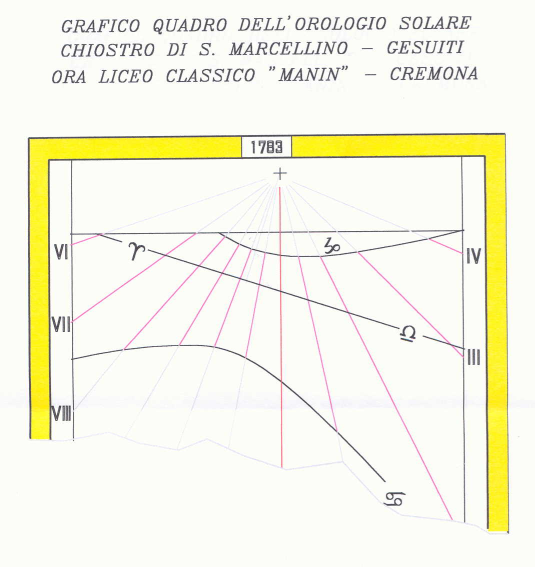 GRAFICO QUADRO DELL'OROLOGIO SOLARE
CHIOSTRO DI S. MARCELLINO – GESUITI
ORA LICEO CLASSICO "MANIN" – CREMONA
1783
VI
IV
♈
♑
VII
♎
III
VIII
♋